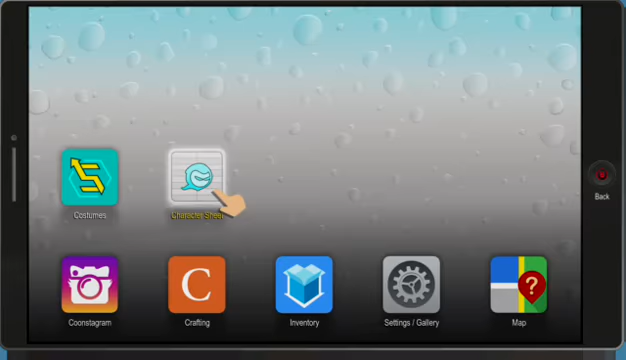 Costumes
Character Sheet
Back
Coonstagram
C
Crafting
Inventory
Settings / Gallery
?
Map